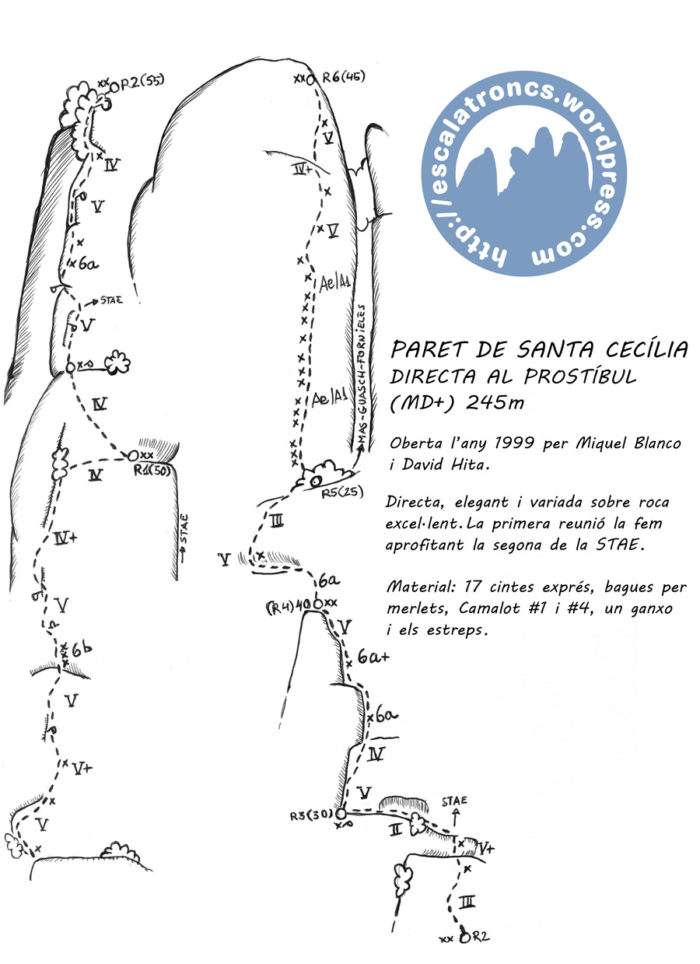 R2(55)
IV
V
6a
STAE
V
IV
R1(50)
IV
STAE
IV+
V
6b
V
V+
V
R6(45)
V
IV+
V
Ae/A1
Ae/A1
MAS-GUASCH-FORNIELES
R5(25)
III
V
6a
(R4)40
V
6a+
6a
IV
V
R3(30)
II
STAE
V+
III
R2
http://escalatroncs.wordpress.com
PARET DE SANTA CECÍLIA
DIRECTA AL PROSTÍBUL
(MD+) 245m
Oberta l'any 1999 per Miquel Blanco
i David Hita.
Directa, elegant i variada sobre roca
excel·lent. La primera reunió la fem
aprofitant la segona de la STAE.
Material: 17 cintes exprés, bagues per
merlets, Camalot #1 i #4, un ganxo
i els estreps.